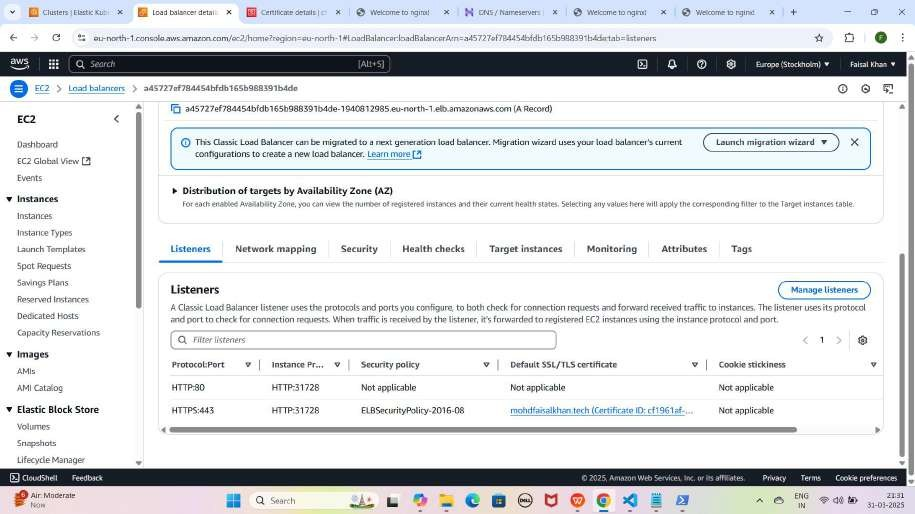 Clusters | Elastic Kube
Load balancer details
Certificate details | c
Welcome to nginx!
DNS / Nameservers |
Welcome to nginx!
Welcome to nginx!
eu-north-1.console.aws.amazon.com/ec2/home?region=eu-north-1#LoadBalancer:loadBalancerArn=a45727ef784454bfdb165b988391b4de;tab=listeners
F
aws
Search
[Alt+S]
Europe (Stockholm)
Faisal Khan
EC2
Load balancers
a45727ef784454bfdb165b988391b4de
EC2
Dashboard
EC2 Global View
Events
Instances
Instances
Instance Types
Launch Templates
Spot Requests
Savings Plans
Reserved Instances
Dedicated Hosts
Capacity Reservations
Images
AMIs
AMI Catalog
Elastic Block Store
Volumes
Snapshots
Lifecycle Manager
a45727ef784454bfdb165b988391b4de-1940812985.eu-north-1.elb.amazonaws.com (A Record)
This Classic Load Balancer can be migrated to a next generation load balancer. Migration wizard uses your load balancer's current
configurations to create a new load balancer. Learn more
Launch migration wizard
Distribution of targets by Availability Zone (AZ)
For each enabled Availability Zone, you can view the number of registered instances and their current health states. Selecting any values here will apply the corresponding filter to the Target instances table.
Listeners Network mapping Security Health checks Target instances Monitoring Attributes Tags
Listeners
Manage listeners
A Classic Load Balancer listener uses the protocols and ports you configure, to both check for connection requests and forward received traffic to instances. The listener uses its protocol
and port to check for connection requests. When traffic is received by the listener, it's forwarded to registered EC2 instances using the instance protocol and port.
Filter listeners
1
Protocol:Port Instance Pr... Security policy Default SSL/TLS certificate Cookie stickiness
HTTP:80 HTTP:31728 Not applicable Not applicable Not applicable
HTTPS:443 HTTP:31728 ELBSecurityPolicy-2016-08 mohdfaisalkhan.tech (Certificate ID: cf1961af-... Not applicable
CloudShell Feedback
© 2025, Amazon Web Services, Inc. or its affiliates. Privacy Terms Cookie preferences
6
Air: Moderate
Now
Search
DELL
ENG
IN
21:31
31-03-2025